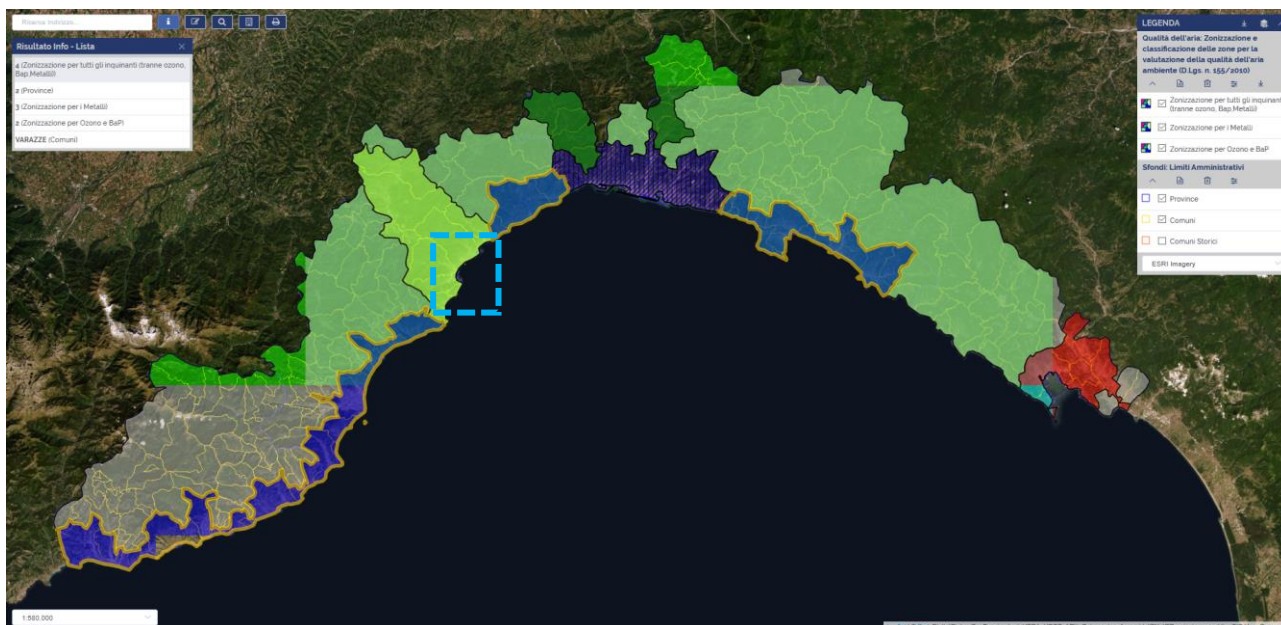 Ricerca Indirizzo...
Risultato Info - Lista
4 (Zonizzazione per tutti gli inquinanti (tranne ozono,
Bap,Metalli))
2 (Province)
3 (Zonizzazione per i Metalli)
2 (Zonizzazione per Ozono e BaP)
VARAZZE (Comuni)
LEGENDA
Qualità dell'aria: Zonizzazione e
classificazione delle zone per la
valutazione della qualità dell'aria
ambiente (D.Lgs. n. 155/2010)
Zonizzazione per tutti gli inquinanti
(tranne ozono, Bap,Metalli)
Zonizzazione per i Metalli
Zonizzazione per Ozono e BaP
Sfondi: Limiti Amministrativi
Province
Comuni
Comuni Storici
ESRI Imagery
1:580.000